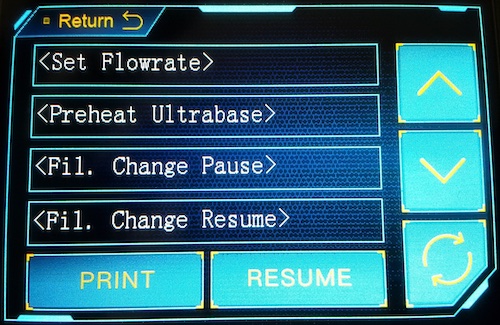 Return
<Set Flowrate>
<Preheat Ultrabase>
<Fil. Change Pause>
<Fil. Change Resume>
PRINT
RESUME